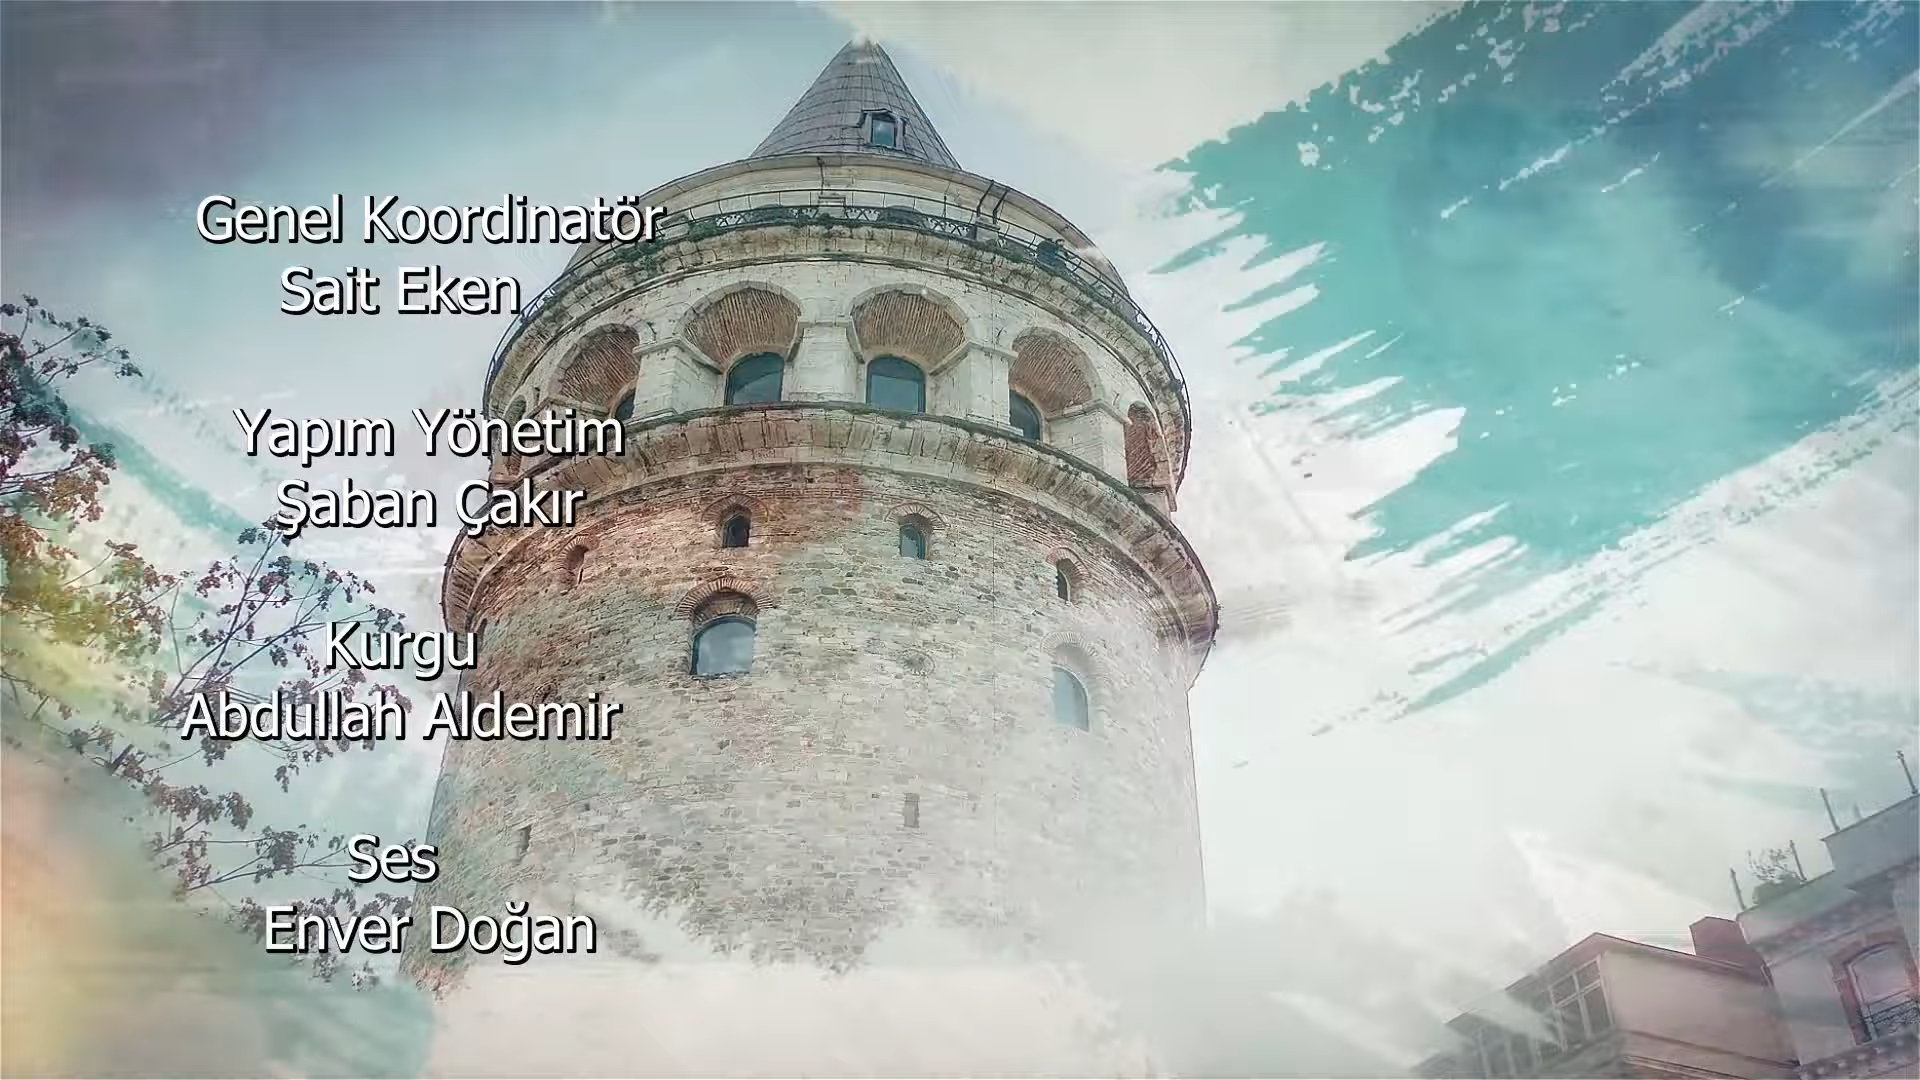 Genel Koordinatör
Sait Eken
Yapım Yönetim
Şaban Çakır
Kurgu
Abdullah Aldemir
Ses
Enver Doğan